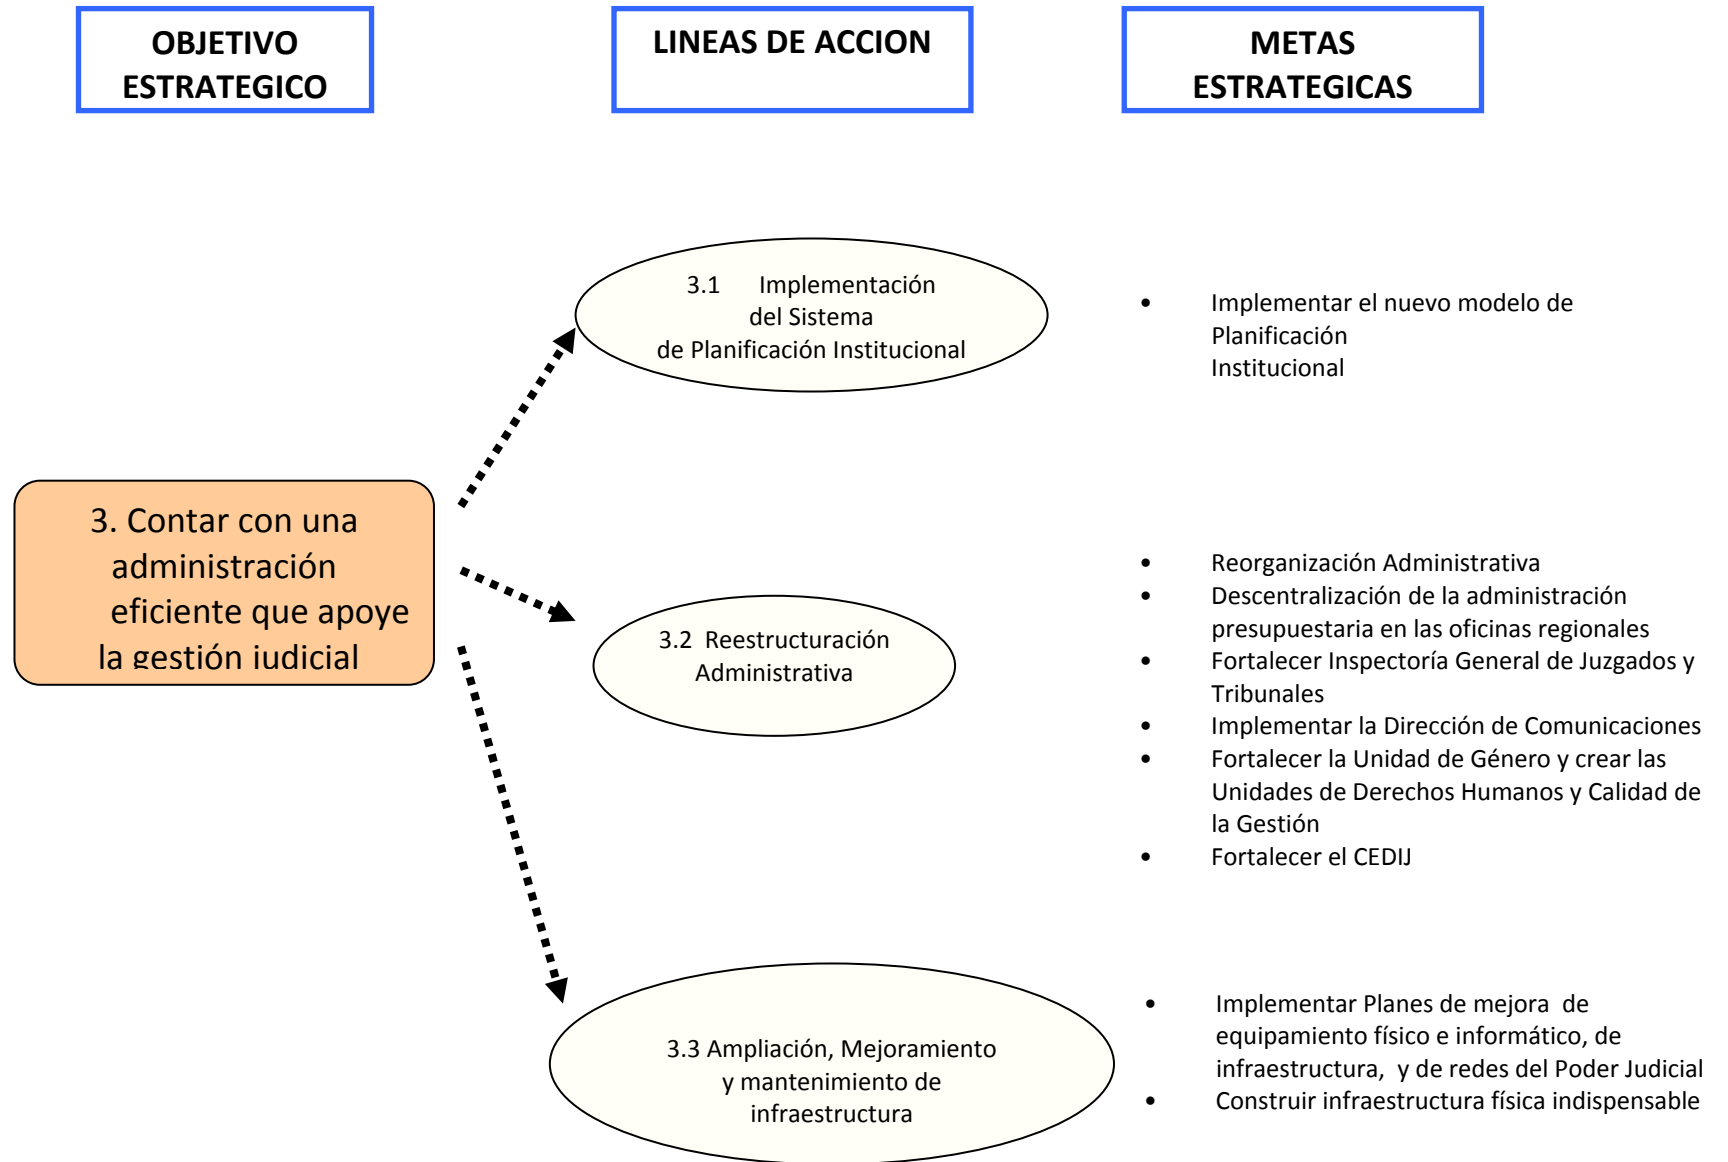 OBJETIVO
ESTRATEGICO
LINEAS DE ACCION
METAS
ESTRATEGICAS
3.1 Implementación
del Sistema
de Planificación Institucional
• Implementar el nuevo modelo de
Planificación
Institucional
3. Contar con una
administración
eficiente que apoye
la gestión judicial
3.2 Reestructuración
Administrativa
• Reorganización Administrativa
• Descentralización de la administración
presupuestaria en las oficinas regionales
• Fortalecer Inspectoría General de Juzgados y
Tribunales
• Implementar la Dirección de Comunicaciones
• Fortalecer la Unidad de Género y crear las
Unidades de Derechos Humanos y Calidad de
la Gestión
• Fortalecer el CEDIJ
3.3 Ampliación, Mejoramiento
y mantenimiento de
infraestructura
• Implementar Planes de mejora de
equipamiento físico e informático, de
infraestructura, y de redes del Poder Judicial
• Construir infraestructura física indispensable